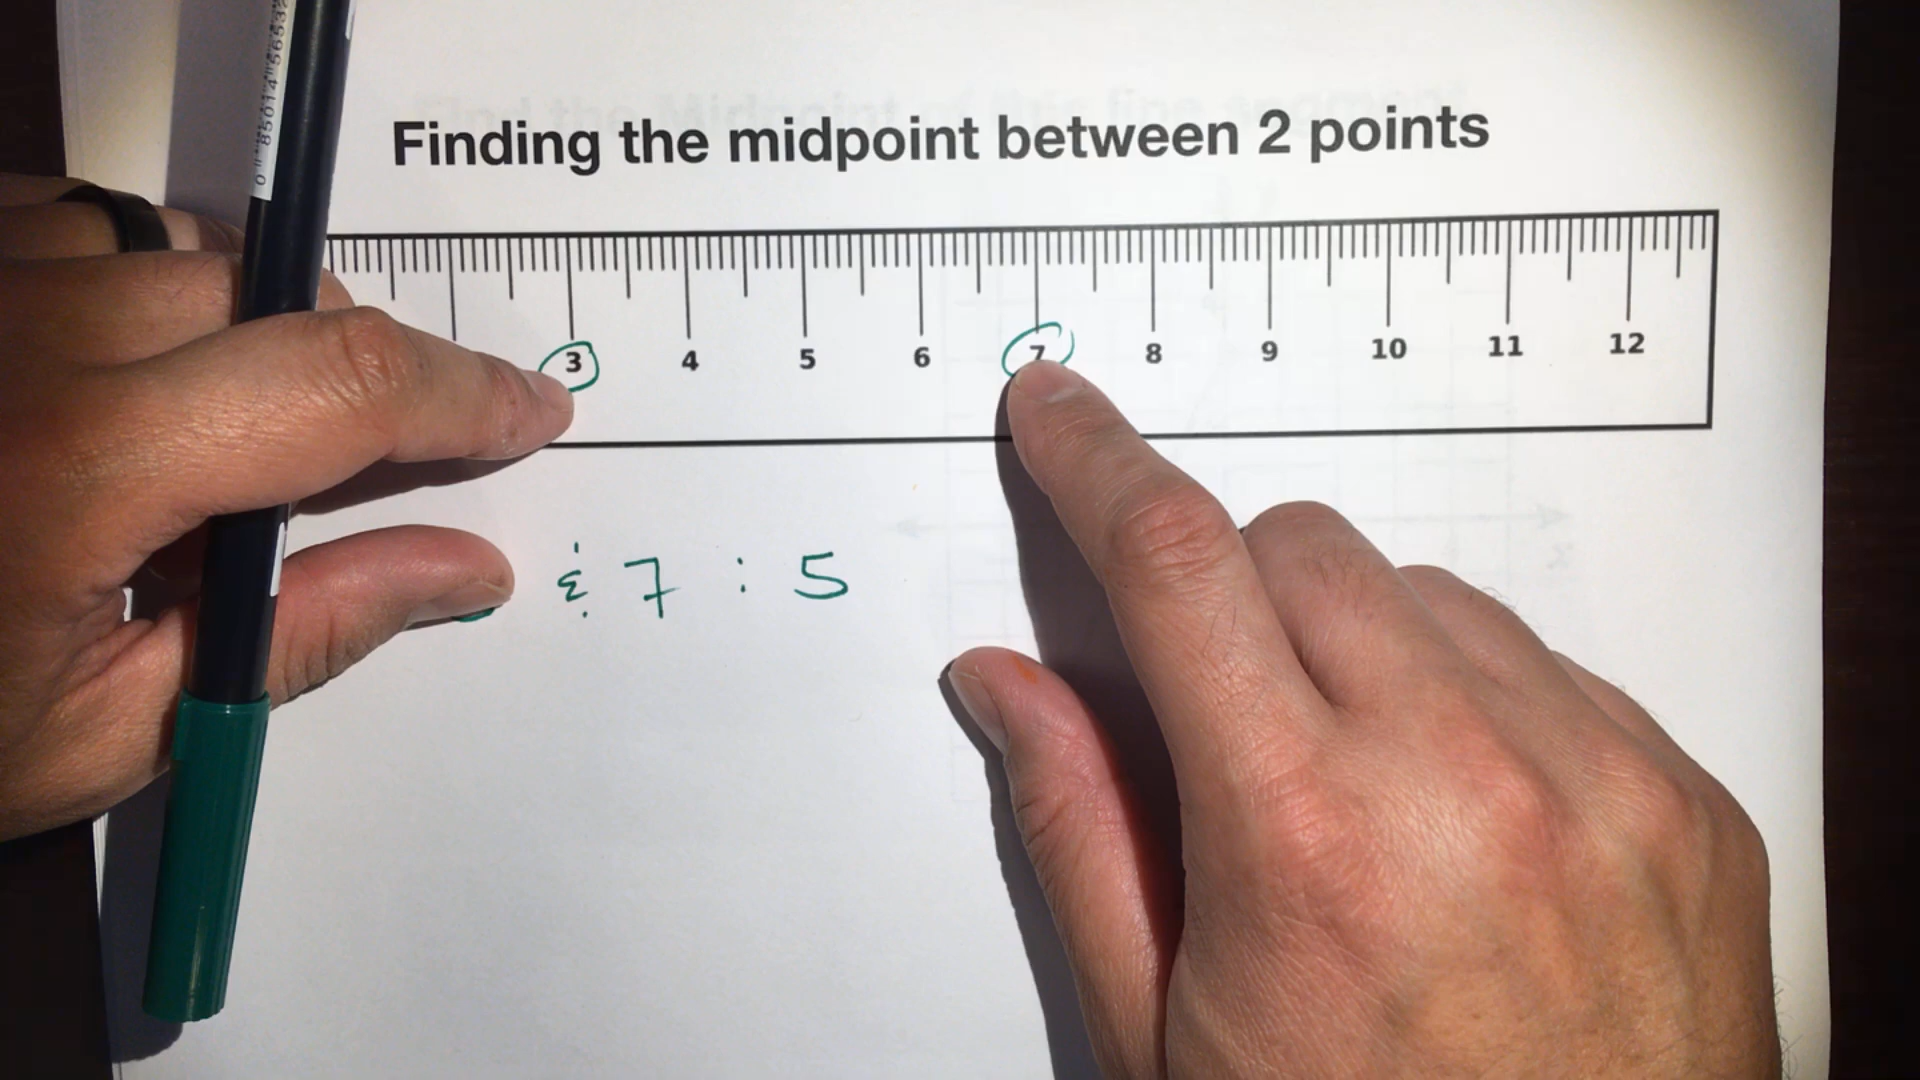 Finding the midpoint between 2 points
3 4 5 6 7 8 9 10 11 12
& 7 : 5